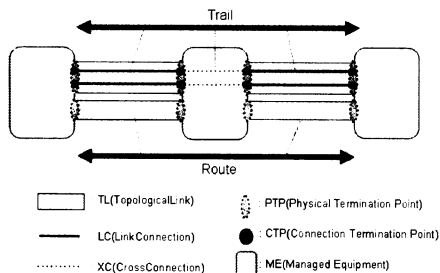 Trail
Route
TL(TopologicalLink)
LC(LinkConnection)
XC(CrossConnection)
: PTP(Physical Termination Point)
: CTP(Connection Termination Point)
: ME(Managed Equipment)